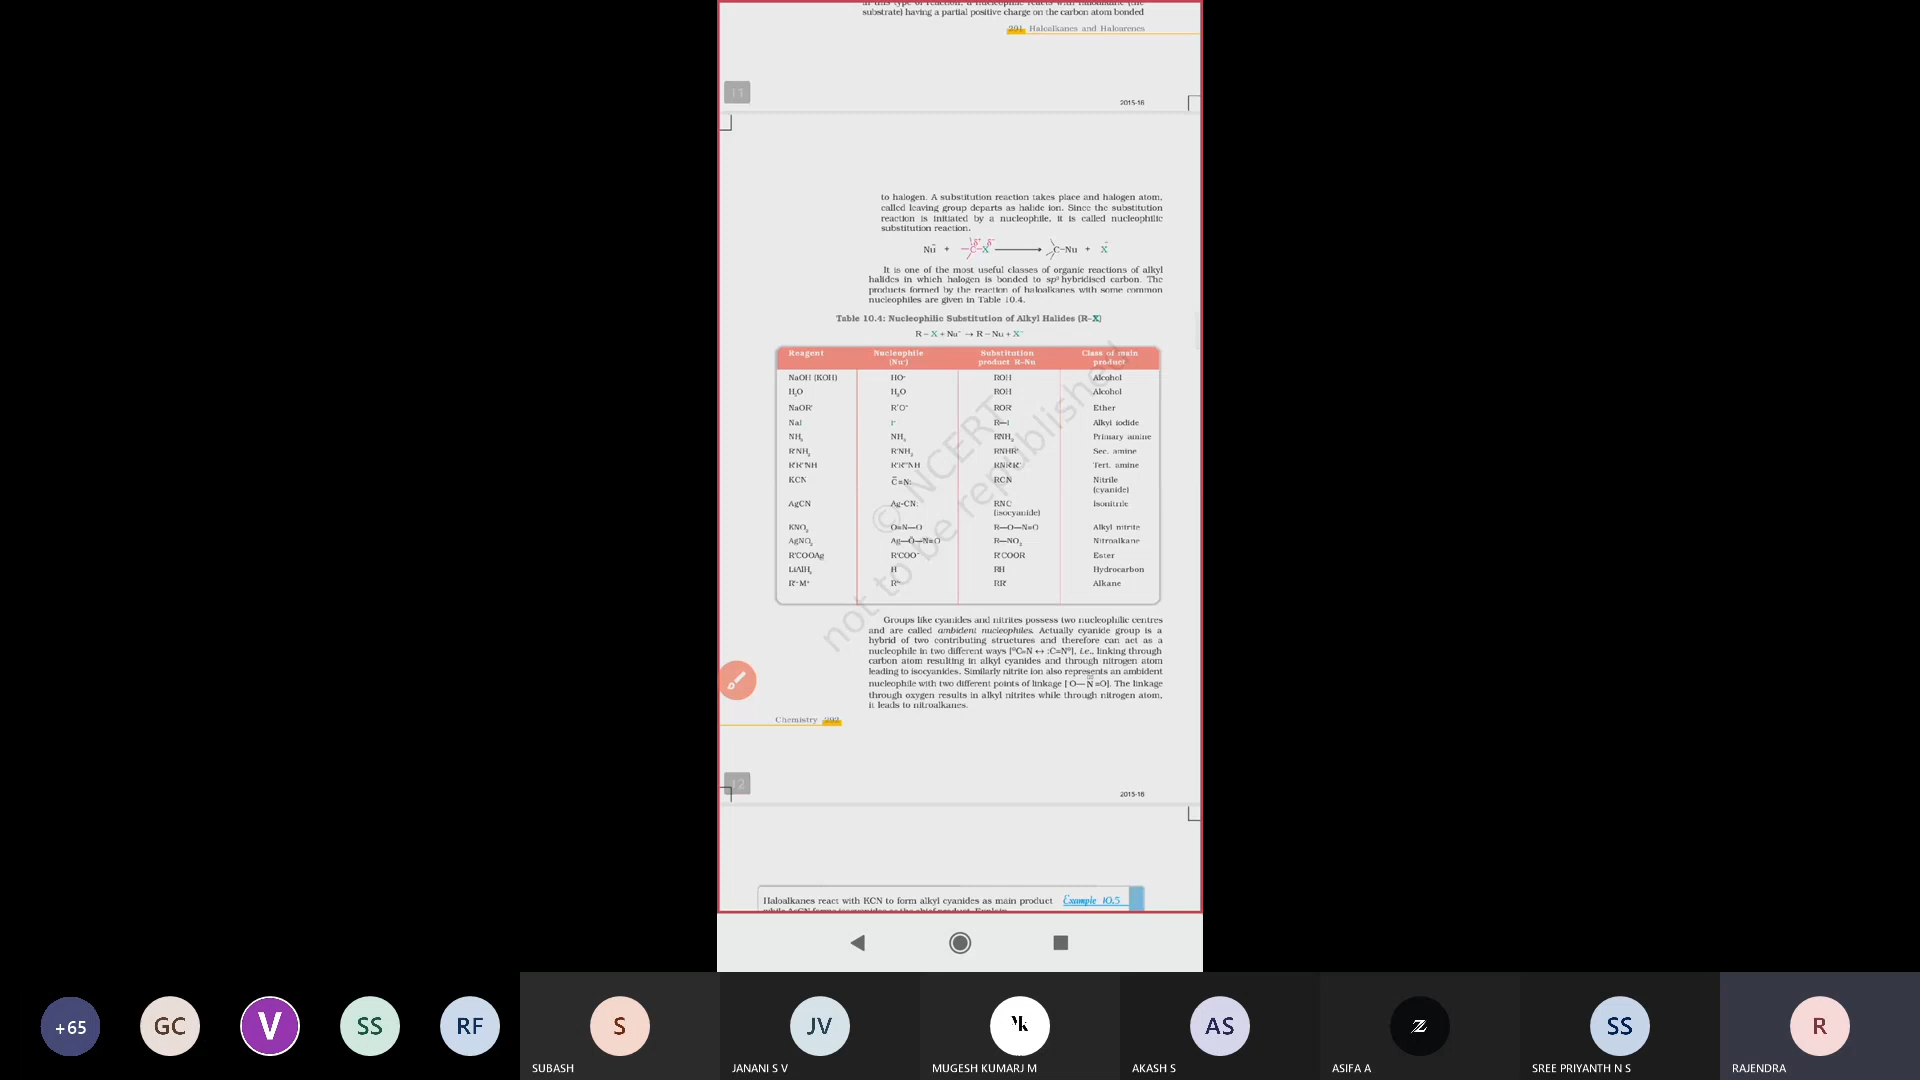 substrate) having a partial positive charge on the carbon atom bonded
291 Haloalkanes and Haloarenes
11
2015-16
to halogen. A substitution reaction takes place and halogen atom,
called leaving group departs as halide ion. Since the substitution
reaction is initiated by a nucleophile, it is called nucleophilic
substitution reaction.
Nu⁻ + C^δ+–X^δ- ⟶ C–Nu + X⁻
It is one of the most useful classes of organic reactions of alkyl
halides in which halogen is bonded to sp³ hybridised carbon. The
products formed by the reaction of haloalkanes with some common
nucleophiles are given in Table 10.4.
Table 10.4: Nucleophilic Substitution of Alkyl Halides (R–X)
R – X + Nu⁻ → R – Nu + X⁻
Reagent Nucleophile (Nu⁻) Substitution product R–Nu Class of main product
NaOH (KOH) HO⁻ ROH Alcohol
H₂O H₂O ROH Alcohol
NaOR′ R′O⁻ ROR′ Ether
NaI I⁻ R—I Alkyl iodide
NH₃ NH₃ RNH₂ Primary amine
R′NH₂ R′NH₂ RNHR′ Sec. amine
R′R″NH R′R″NH RNR′R″ Tert. amine
KCN C̄≡N: RCN Nitrile
(cyanide)
AgCN Ag-CN: RNC Isonitrile
(isocyanide)
KNO₂ O=N—O R—O—N=O Alkyl nitrite
AgNO₂ Ag—Ö—N=O R—NO₂ Nitroalkane
R′COOAg R′COO⁻ R′COOR Ester
LiAlH₄ H RH Hydrocarbon
R′⁻M⁺ R′⁻ RR′ Alkane
© NCERT
not to be republished
Groups like cyanides and nitrites possess two nucleophilic centres
and are called ambident nucleophiles. Actually cyanide group is a
hybrid of two contributing structures and therefore can act as a
nucleophile in two different ways [⁻C≡N ↔ :C=N⁻], i.e., linking through
carbon atom resulting in alkyl cyanides and through nitrogen atom
leading to isocyanides. Similarly nitrite ion also represents an ambident
nucleophile with two different points of linkage [⁻O—N̈=O]. The linkage
through oxygen results in alkyl nitrites while through nitrogen atom,
it leads to nitroalkanes.
Chemistry 292
12
2015-16
Haloalkanes react with KCN to form alkyl cyanides as main product
Example 10.5
+65
GC
V
SS
RF
S
SUBASH
JV
JANANI S V
MUGESH KUMARJ M
AS
AKASH S
Z
ASIFA A
SS
SREE PRIYANTH N S
R
RAJENDRA